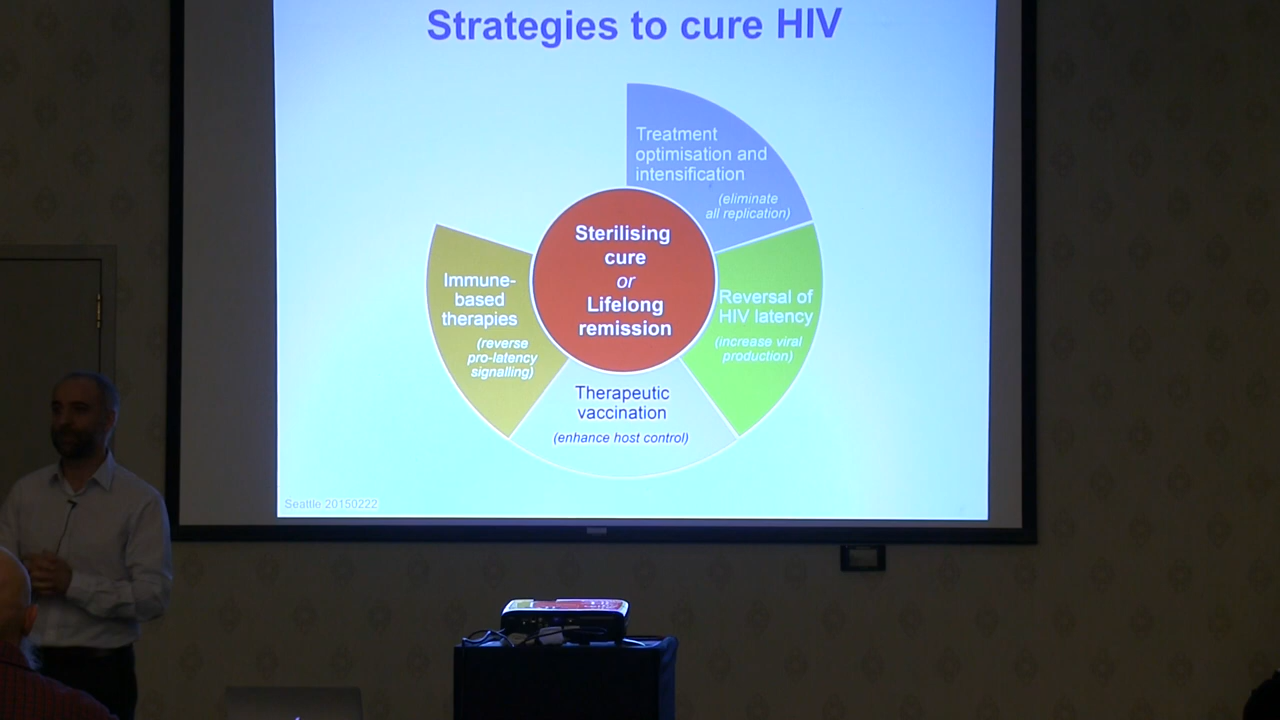 Strategies to cure HIV
Treatment
optimisation and
intensification
(eliminate
all replication)
Sterilising
cure
or
Lifelong
remission
Immune-
based
therapies
(reverse
pro-latency
signalling)
Reversal of
HIV latency
(increase viral
production)
Therapeutic
vaccination
(enhance host control)
Seattle 20150222